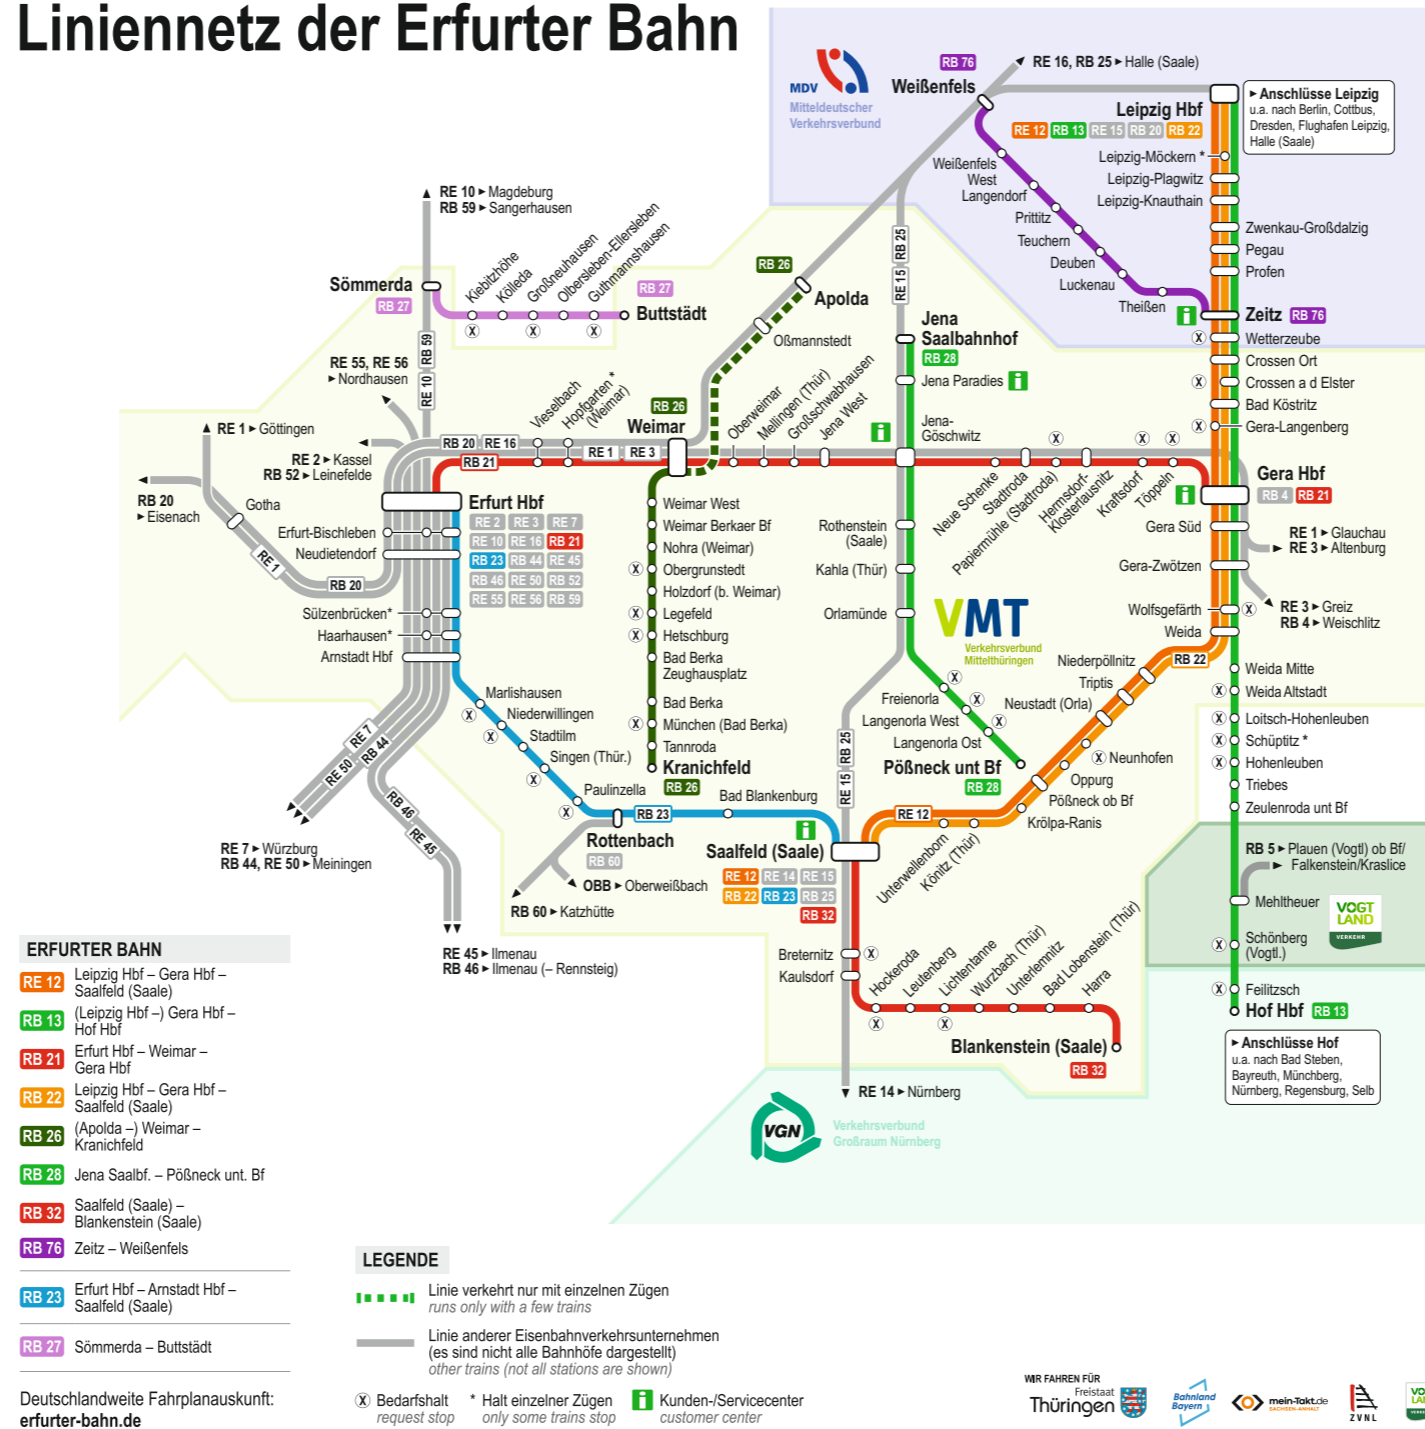 Liniennetz der Erfurter Bahn
MDV
Mitteldeutscher
Verkehrsverbund
RB 76
Weißenfels
RE 16, RB 25 ▸ Halle (Saale)
Leipzig Hbf
RE 12 RB 13 RE 15 RB 20 RB 22
▸ Anschlüsse Leipzig
u.a. nach Berlin, Cottbus,
Dresden, Flughafen Leipzig,
Halle (Saale)
Leipzig-Möckern *
Leipzig-Plagwitz
Leipzig-Knauthain
Zwenkau-Großdalzig
Pegau
Profen
Zeitz RB 76
Weißenfels
West
Langendorf
Prittitz
Teuchern
Deuben
Luckenau
Theißen
Wetterzeube
Crossen Ort
Crossen a d Elster
Bad Köstritz
Gera-Langenberg
Gera Hbf
RB 4 RB 21
RE 10 ▸ Magdeburg
RB 59 ▸ Sangerhausen
Sömmerda
RB 27
Kiebitzhöhe
Kölleda
Großneuhausen
Olbersleben-Ellersleben
Guthmannshausen
RB 27
Buttstädt
RE 10 RB 59
RE 55, RE 56
▸ Nordhausen
RE 1 ▸ Göttingen
RE 2 ▸ Kassel
RB 52 ▸ Leinefelde
RB 20
▸ Eisenach
Gotha
RE 1
RB 20
RB 20 RE 16
RE 1 RE 3
RB 21
Vieselbach
Hopfgarten *
(Weimar)
RB 26
Weimar
RB 26
Apolda
Oßmannstedt
Oberweimar
Mellingen (Thür)
Großschwabhausen
Jena West
RE 15 RB 25
Jena
Saalbahnhof
RB 28
Jena Paradies
Jena-
Göschwitz
Neue Schenke
Stadtroda
Papiermühle (Stadtroda)
Hermsdorf-
Klosterlausnitz
Kraftsdorf
Töppeln
Erfurt Hbf
RE 2 RE 3 RE 7
RE 10 RE 16 RB 21
RB 23 RB 44 RE 45
RB 46 RE 50 RB 52
RE 55 RE 56 RB 59
Erfurt-Bischleben
Neudietendorf
Sülzenbrücken*
Haarhausen*
Arnstadt Hbf
Marlishausen
Niederwillingen
Stadtilm
Singen (Thür.)
Paulinzella
RB 23
Bad Blankenburg
Rottenbach
RB 60
OBB ▸ Oberweißbach
RB 60 ▸ Katzhütte
RE 7
RE 50 RB 44
RB 46
RE 45
RE 7 ▸ Würzburg
RB 44, RE 50 ▸ Meiningen
RE 45 ▸ Ilmenau
RB 46 ▸ Ilmenau (– Rennsteig)
Weimar West
Weimar Berkaer Bf
Nohra (Weimar)
Obergrunstedt
Holzdorf (b. Weimar)
Legefeld
Hetschburg
Bad Berka
Zeughausplatz
Bad Berka
München (Bad Berka)
Tannroda
Kranichfeld
RB 26
Rothenstein
(Saale)
Kahla (Thür)
Orlamünde
VMT
Verkehrsverbund
Mittelthüringen
Freienorla
Langenorla West
Langenorla Ost
Pößneck unt Bf
RB 28
RE 15 RB 25
Saalfeld (Saale)
RE 12 RE 14 RE 15
RB 22 RB 23 RB 25
RB 32
RE 12
Unterwellenborn
Könitz (Thür)
Krölpa-Ranis
Pößneck ob Bf
Oppurg
Neunhofen
Neustadt (Orla)
Triptis
Niederpöllnitz
RB 22
Gera Süd
Gera-Zwötzen
Wolfsgefärth
Weida
RE 1 ▸ Glauchau
RE 3 ▸ Altenburg
RE 3 ▸ Greiz
RB 4 ▸ Weischlitz
Weida Mitte
Weida Altstadt
Loitsch-Hohenleuben
Schüptitz *
Hohenleuben
Triebes
Zeulenroda unt Bf
RB 5 ▸ Plauen (Vogtl) ob Bf/
Falkenstein/Kraslice
Mehltheuer
VOGT
LAND
VERKEHR
Schönberg
(Vogtl.)
Feilitzsch
Hof Hbf RB 13
▸ Anschlüsse Hof
u.a. nach Bad Steben,
Bayreuth, Münchberg,
Nürnberg, Regensburg, Selb
Breternitz
Kaulsdorf
Hockeroda
Leutenberg
Lichtentanne
Wurzbach (Thür)
Unterlemnitz
Bad Lobenstein (Thür)
Harra
Blankenstein (Saale)
RB 32
RE 14 ▸ Nürnberg
VGN
Verkehrsverbund
Großraum Nürnberg
ERFURTER BAHN
RE 12 Leipzig Hbf – Gera Hbf –
Saalfeld (Saale)
RB 13 (Leipzig Hbf –) Gera Hbf –
Hof Hbf
RB 21 Erfurt Hbf – Weimar –
Gera Hbf
RB 22 Leipzig Hbf – Gera Hbf –
Saalfeld (Saale)
RB 26 (Apolda –) Weimar –
Kranichfeld
RB 28 Jena Saalbf. – Pößneck unt. Bf
RB 32 Saalfeld (Saale) –
Blankenstein (Saale)
RB 76 Zeitz – Weißenfels
RB 23 Erfurt Hbf – Arnstadt Hbf –
Saalfeld (Saale)
RB 27 Sömmerda – Buttstädt
Deutschlandweite Fahrplanauskunft:
erfurter-bahn.de
LEGENDE
Linie verkehrt nur mit einzelnen Zügen
runs only with a few trains
Linie anderer Eisenbahnverkehrsunternehmen
(es sind nicht alle Bahnhöfe dargestellt)
other trains (not all stations are shown)
X Bedarfshalt
request stop
* Halt einzelner Zügen
only some trains stop
i Kunden-/Servicecenter
customer center
WIR FAHREN FÜR
Freistaat
Thüringen
Bahnland
Bayern
mein-Takt.de
SACHSEN-ANHALT
ZVNL